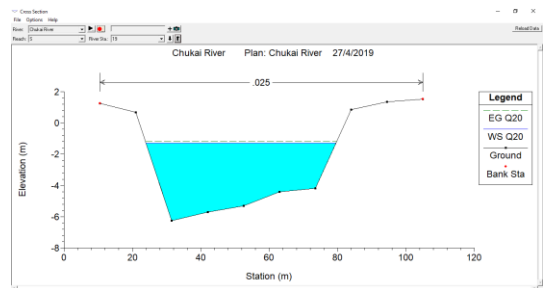 Cross Section
File Options Help
River: Chukai River
Reach: S River Sta.: 19
Reload Data
Chukai River Plan: Chukai River 27/4/2019
.025
2
0
-2
-4
-6
-8
Elevation (m)
0 20 40 60 80 100 120
Station (m)
Legend
EG Q20
WS Q20
Ground
Bank Sta